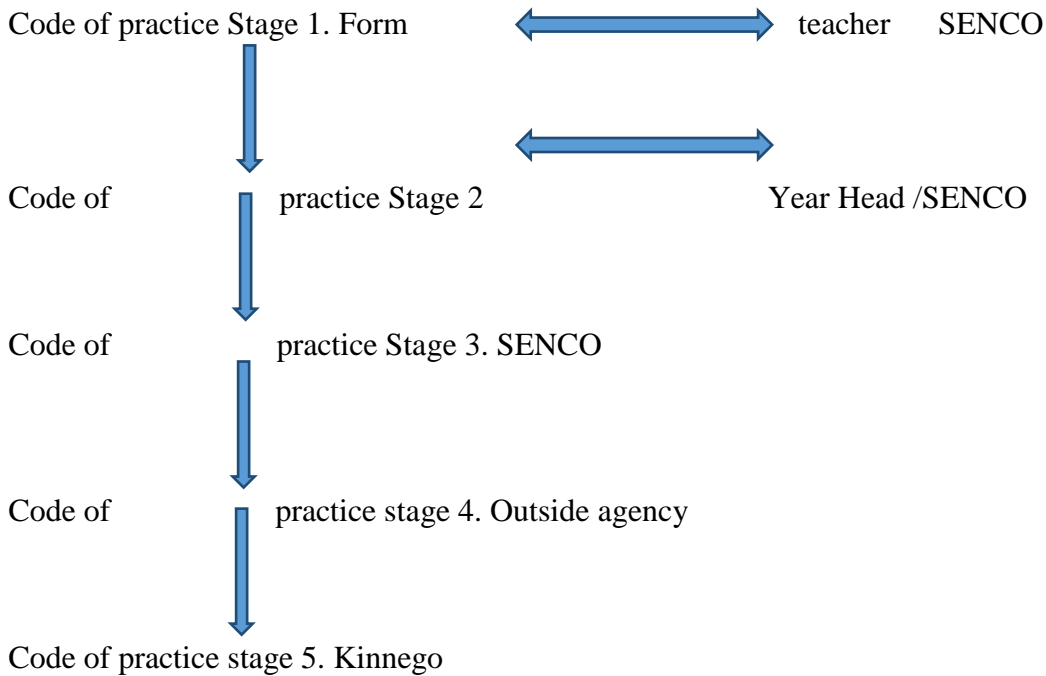 Code of practice Stage 1. Form teacher SENCO
Code of practice Stage 2 Year Head /SENCO
Code of practice Stage 3. SENCO
Code of practice stage 4. Outside agency
Code of practice stage 5. Kinnego